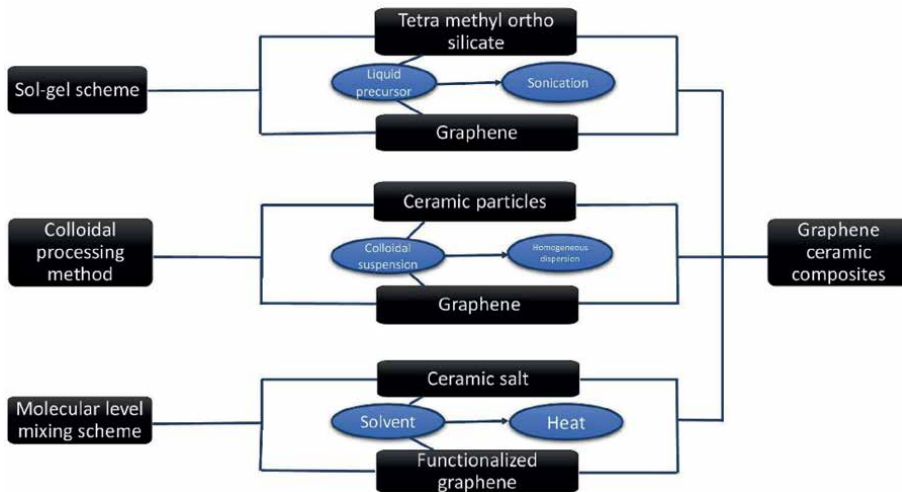 Tetra methyl ortho
silicate
Liquid
precursor
Sonication
Sol-gel scheme
Graphene
Ceramic particles
Colloidal
processing
method
Colloidal
suspension
Homogeneous
dispersion
Graphene
ceramic
composites
Graphene
Ceramic salt
Molecular level
mixing scheme
Solvent
Heat
Functionalized
graphene